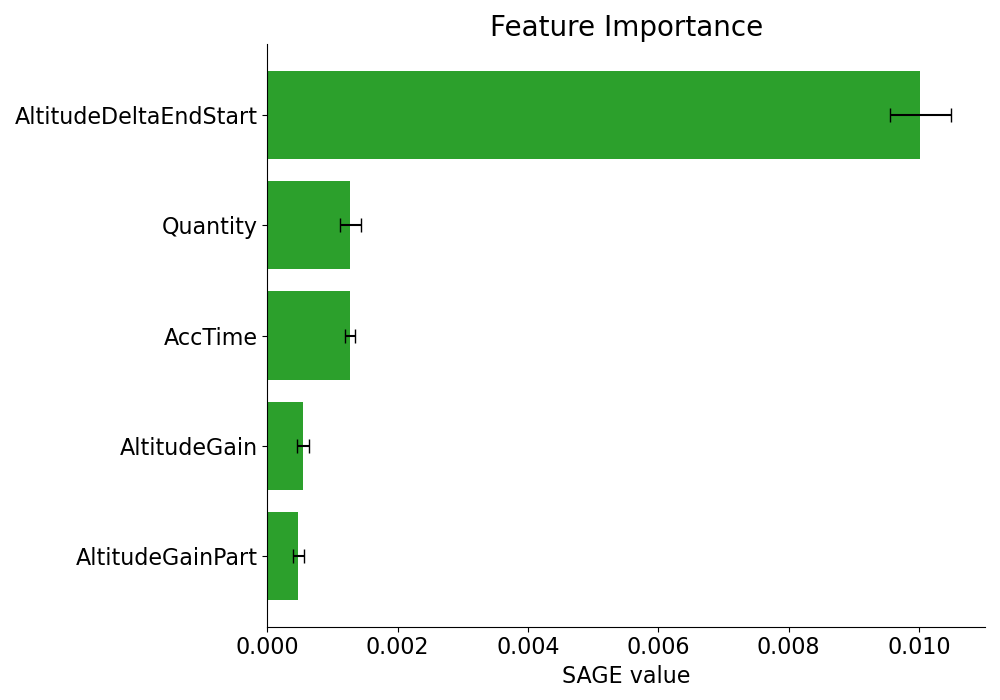 Feature Importance
AltitudeDeltaEndStart
Quantity
AccTime
AltitudeGain
AltitudeGainPart
0.000 0.002 0.004 0.006 0.008 0.010
SAGE value